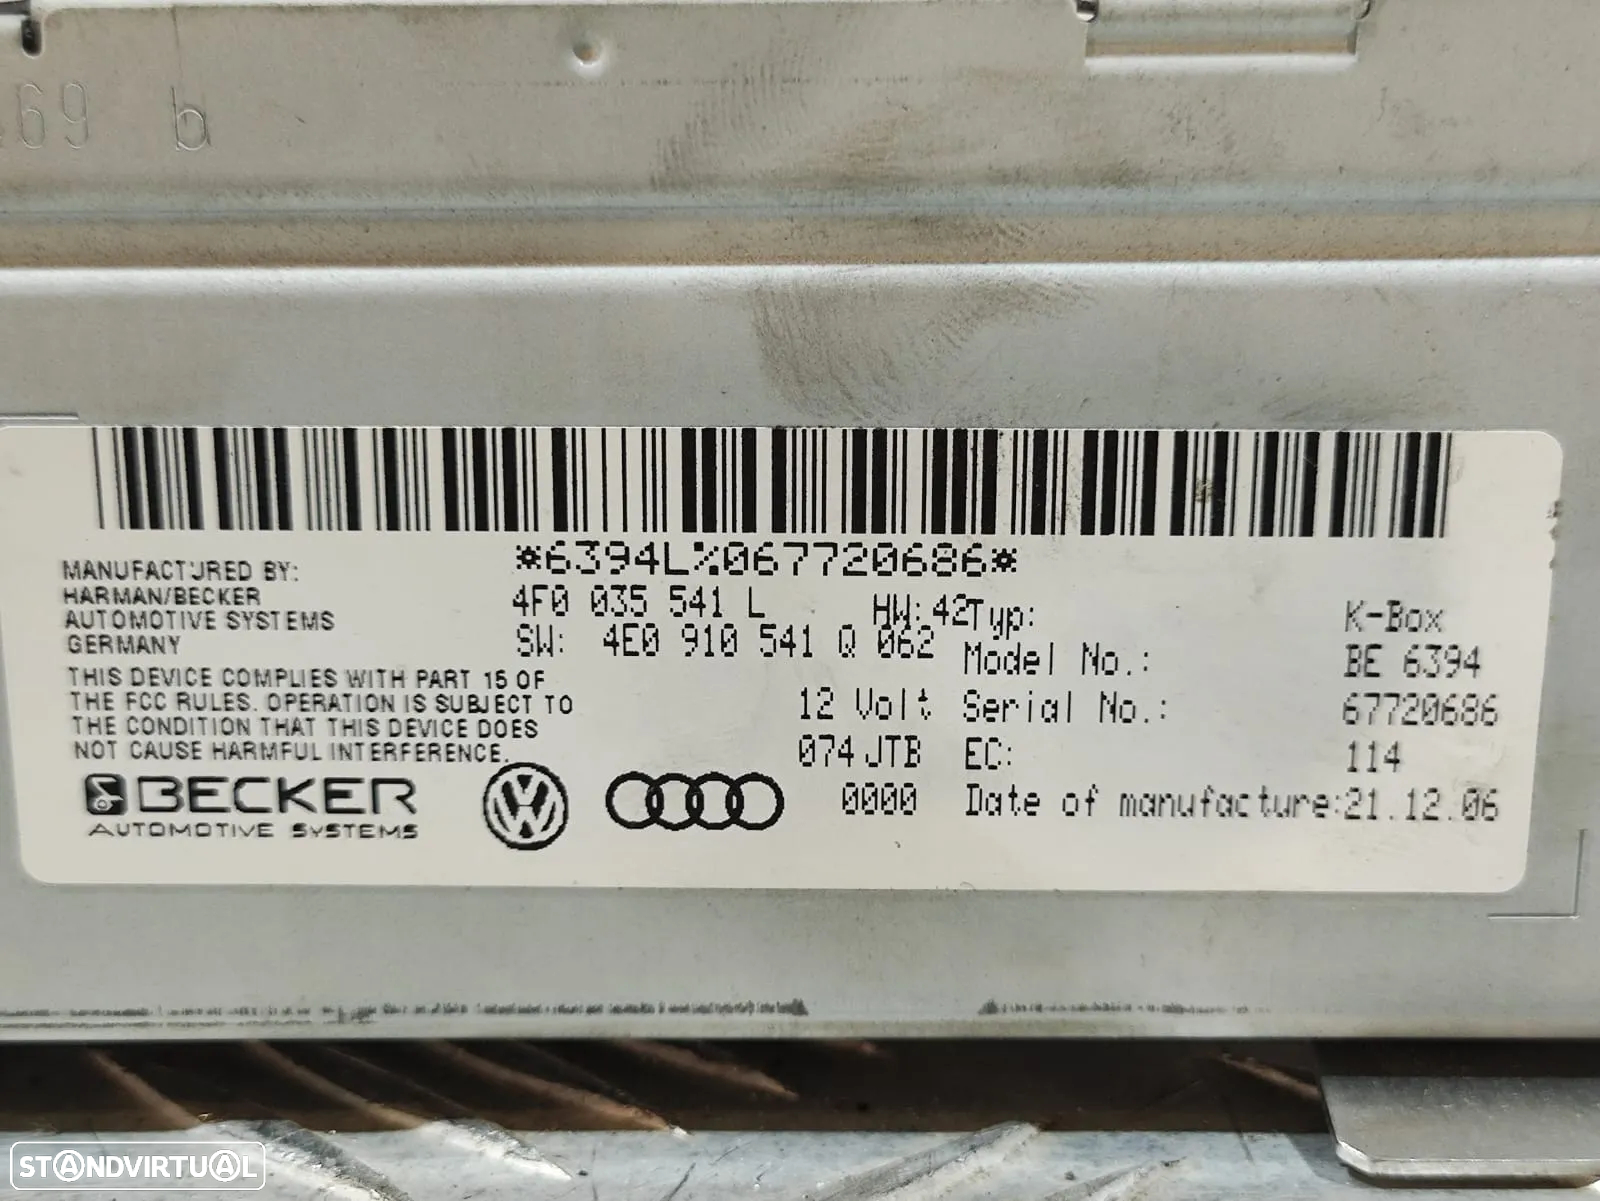 69 b
*6394L%067720686*
MANUFACTURED BY:
HARMAN/BECKER
AUTOMOTIVE SYSTEMS
GERMANY
4F0 035 541 L HW: 42
SW: 4E0 910 541 Q 062
THIS DEVICE COMPLIES WITH PART 15 OF
THE FCC RULES. OPERATION IS SUBJECT TO
THE CONDITION THAT THIS DEVICE DOES
NOT CAUSE HARMFUL INTERFERENCE.
12 Volt
074 JTB
0000
Typ: K-Box
Model No.: BE 6394
Serial No.: 67720686
EC: 114
Date of manufacture: 21.12.06
BECKER
AUTOMOTIVE SYSTEMS
VW
STANDVIRTUAL